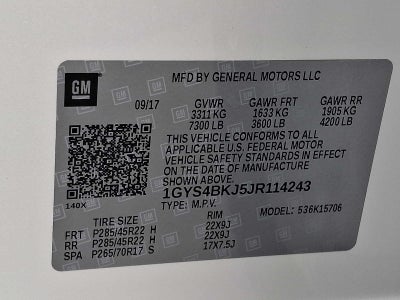 GM
MFD BY GENERAL MOTORS LLC
09/17 GVWR GAWR FRT GAWR RR
3311 KG 1633 KG 1905 KG
7300 LB 3600 LB 4200 LB
THIS VEHICLE CONFORMS TO ALL
APPLICABLE U.S. FEDERAL MOTOR
VEHICLE SAFETY STANDARDS IN EFFECT
ON THE DATE OF MANUFACTURE
SHOWN ABOVE.
1GYS4BKJ5JR114243
140X
TYPE: M.P.V.
MODEL: 536K15706
TIRE SIZE RIM
FRT P285/45R22 H 22X9J
RR P285/45R22 H 22X9J
SPA P265/70R17 S 17X7.5J